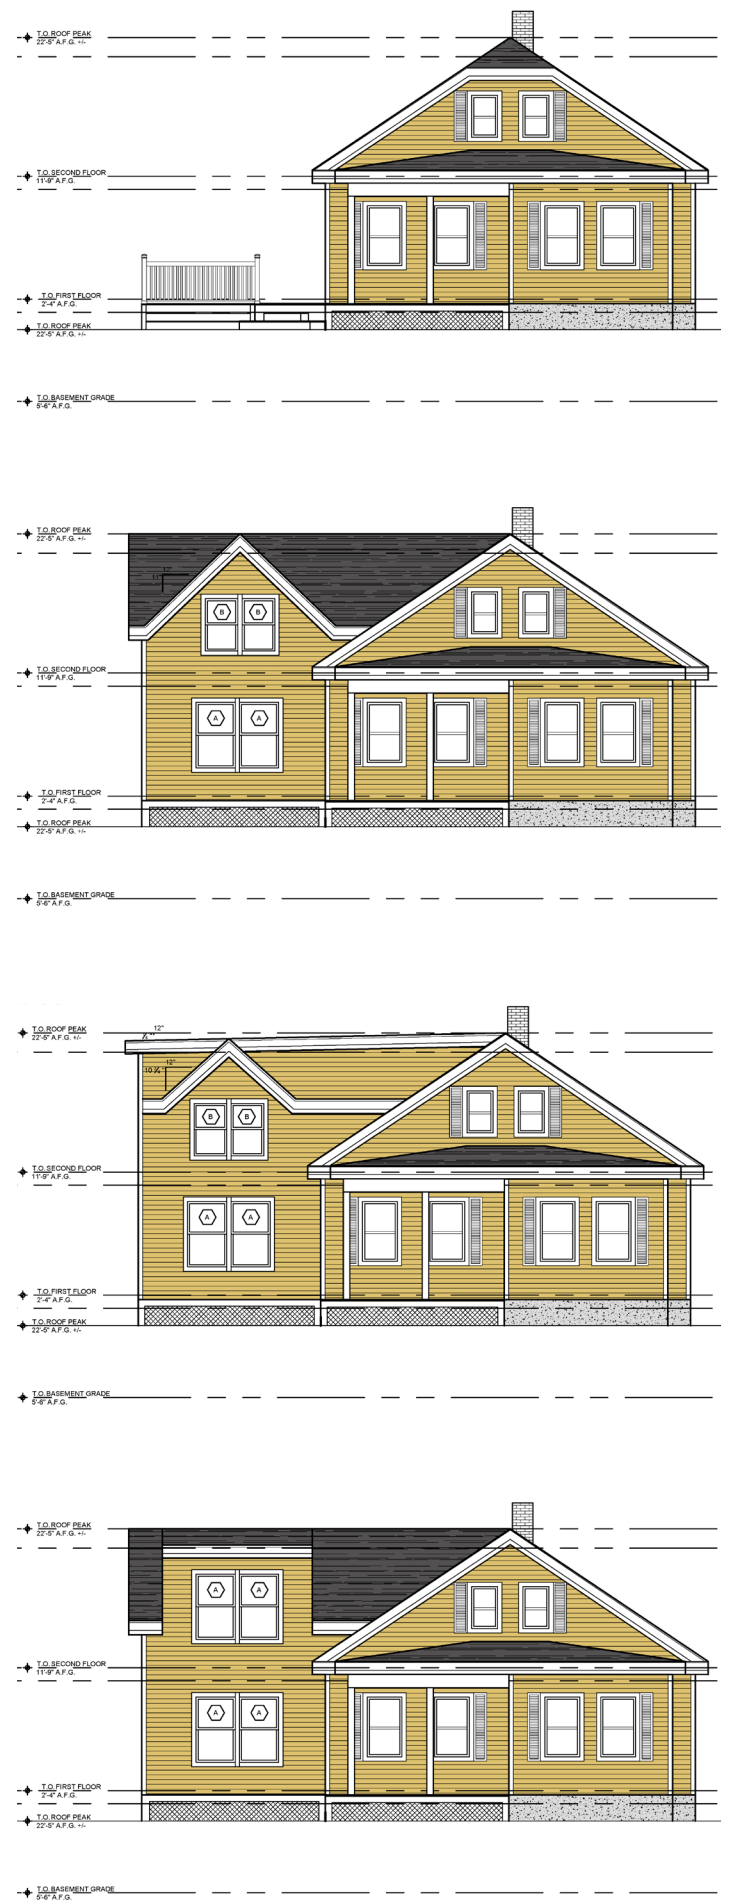 T.O. ROOF PEAK
22'-5" A.F.G. +/-
T.O. SECOND FLOOR
11'-9" A.F.G.
T.O. FIRST FLOOR
2'-4" A.F.G.
T.O. ROOF PEAK
22'-5" A.F.G. +/-
T.O. BASEMENT GRADE
5'-6" A.F.G.
T.O. ROOF PEAK
22'-5" A.F.G. +/-
12"
11"
B B
T.O. SECOND FLOOR
11'-9" A.F.G.
A A
T.O. FIRST FLOOR
2'-4" A.F.G.
T.O. ROOF PEAK
22'-5" A.F.G. +/-
T.O. BASEMENT GRADE
5'-6" A.F.G.
T.O. ROOF PEAK
22'-5" A.F.G. +/-
12"
12"
B B
T.O. SECOND FLOOR
11'-9" A.F.G.
A A
T.O. FIRST FLOOR
2'-4" A.F.G.
T.O. ROOF PEAK
22'-5" A.F.G. +/-
T.O. BASEMENT GRADE
5'-6" A.F.G.
T.O. ROOF PEAK
22'-5" A.F.G. +/-
A A
T.O. SECOND FLOOR
11'-9" A.F.G.
A A
T.O. FIRST FLOOR
2'-4" A.F.G.
T.O. ROOF PEAK
22'-5" A.F.G. +/-
T.O. BASEMENT GRADE
5'-6" A.F.G.